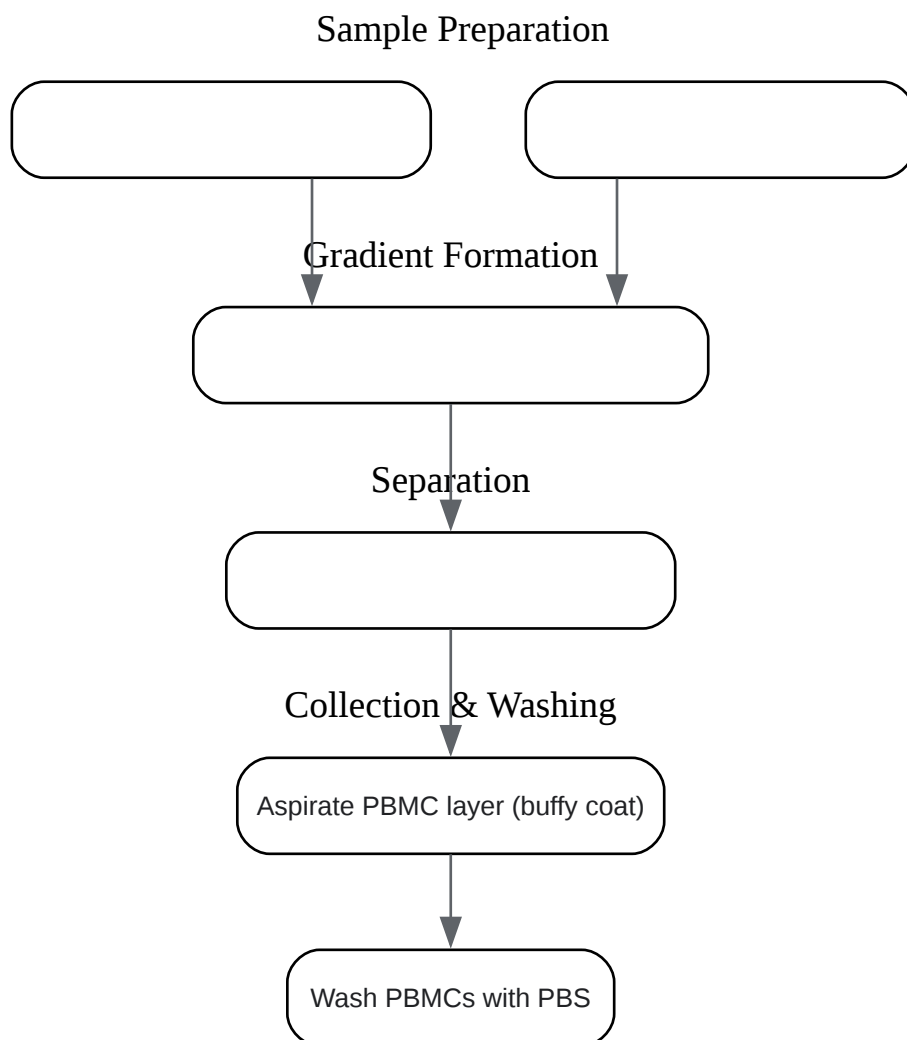 Sample Preparation
Gradient Formation
Separation
Collection & Washing
Aspirate PBMC layer (buffy coat)
Wash PBMCs with PBS